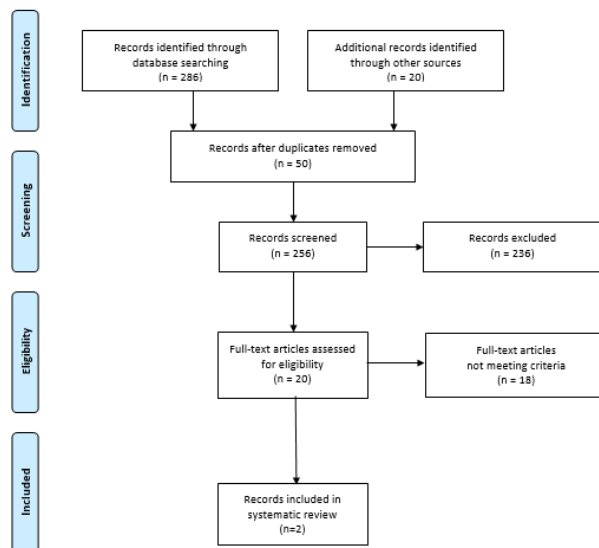 Identification
Records identified through
database searching
(n = 286)
Additional records identified
through other sources
(n = 20)
Records after duplicates removed
(n = 50)
Screening
Records screened
(n = 256)
Records excluded
(n = 236)
Eligibility
Full-text articles assessed
for eligibility
(n = 20)
Full-text articles
not meeting criteria
(n = 18)
Included
Records included in
systematic review
(n=2)